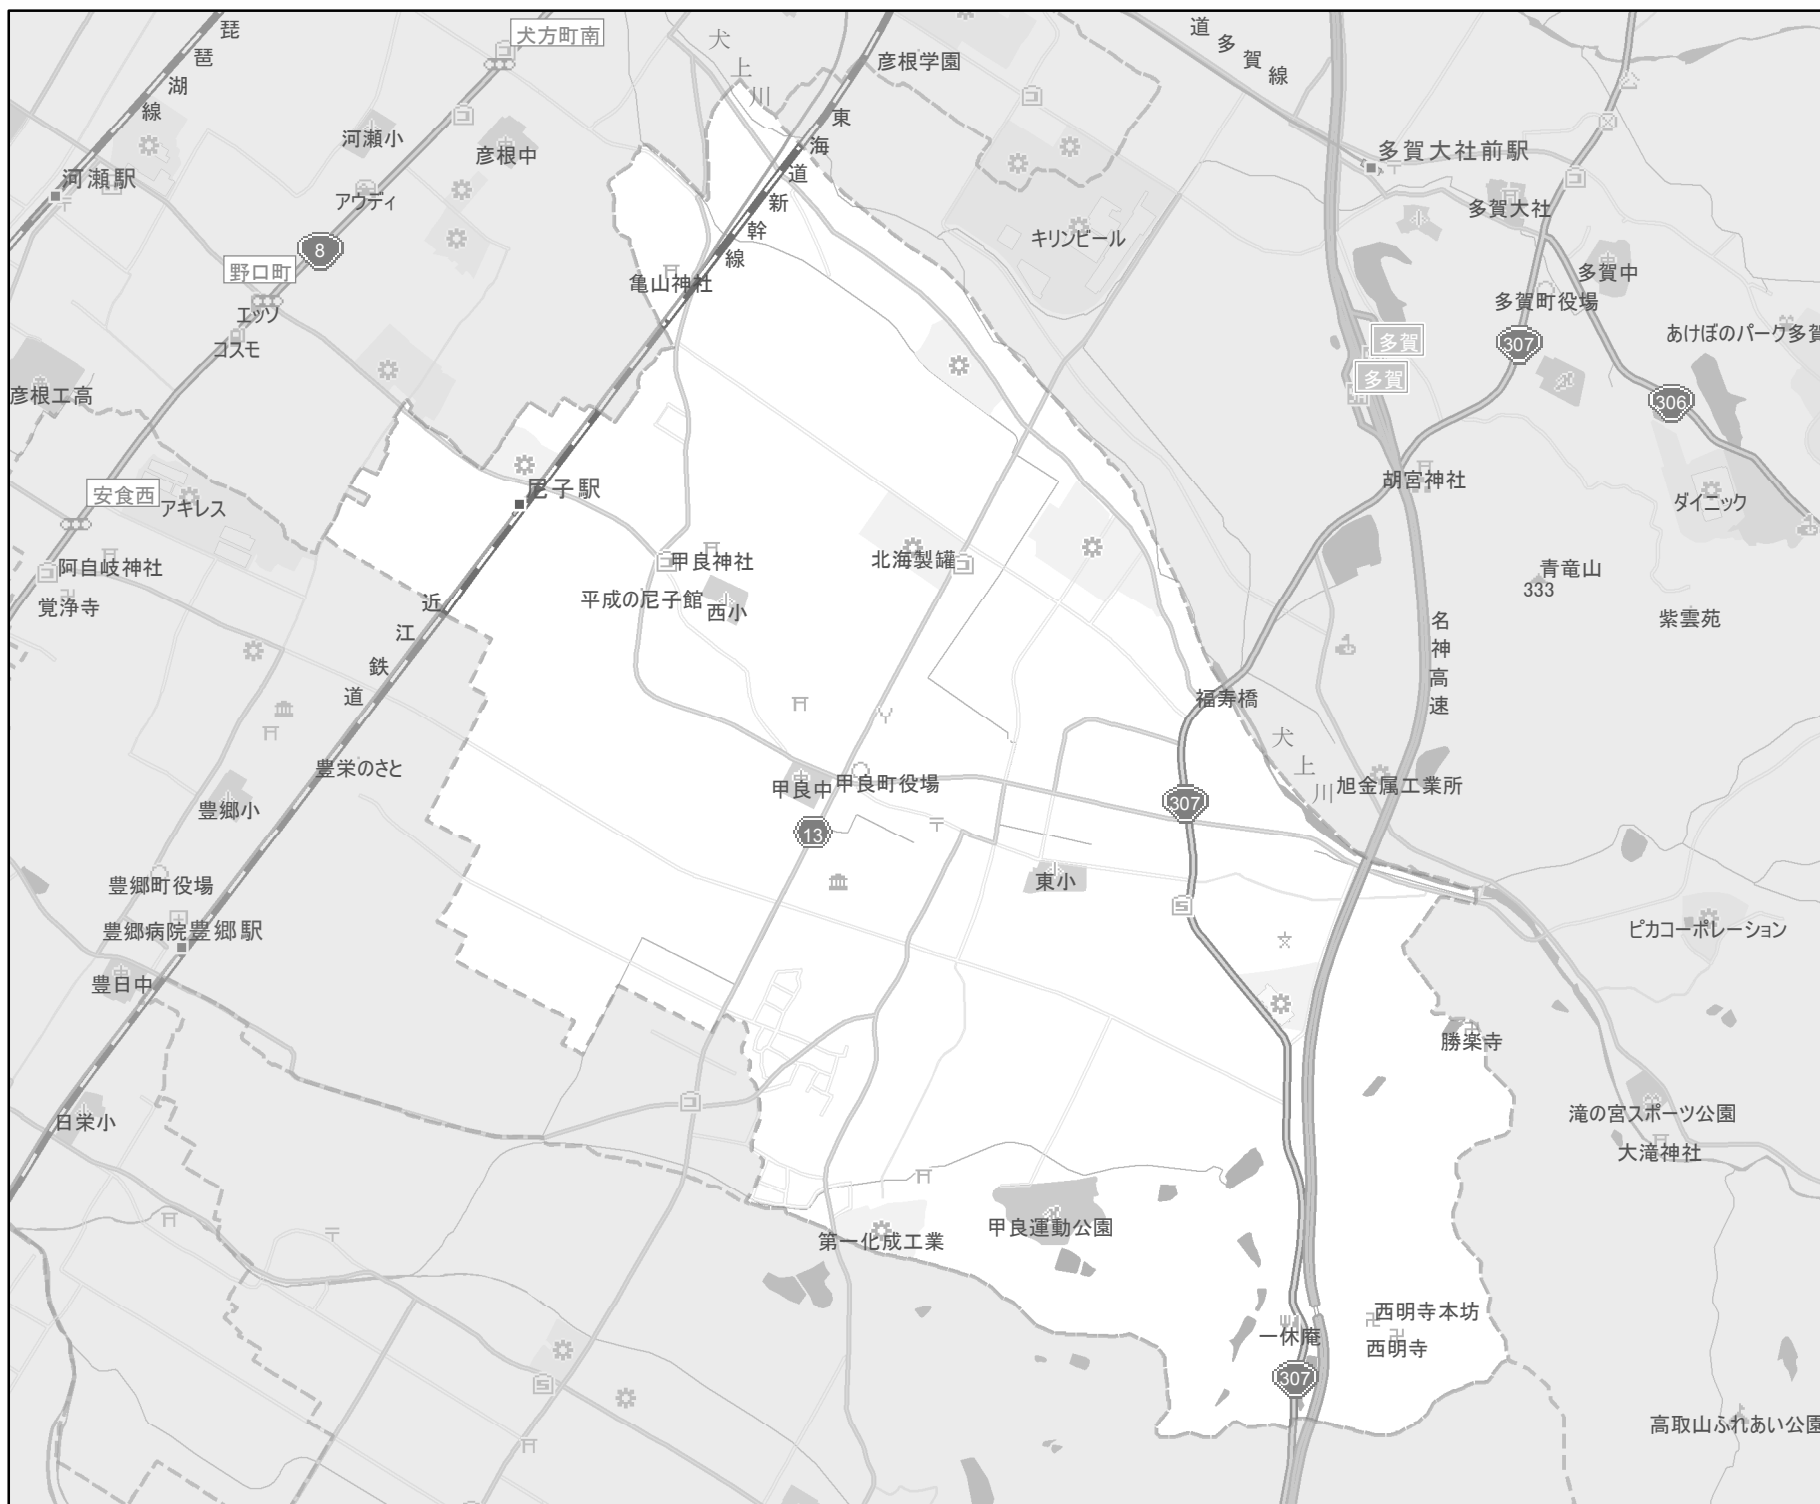 琵琶湖線
犬方町南
犬上川
彦根学園
道多賀線
東海道新幹線
河瀬小
彦根中
多賀大社前駅
河瀬駅
アウディ
多賀大社
8
キリンビール
野口町
亀山神社
多賀中
多賀町役場
エッソ
コスモ
多賀
307
あけぼのパーク多賀
多賀
彦根工高
306
尼子駅
胡宮神社
安食西
アキレス
ダイニック
甲良神社
北海製罐
阿自岐神社
青竜山
333
覚浄寺
近江鉄道
平成の尼子館
西小
紫雲苑
名神高速
福寿橋
犬上川
豊栄のさと
甲良中
甲良町役場
旭金属工業所
豊郷小
307
13
豊郷町役場
東小
豊郷病院
豊郷駅
ピカコーポレーション
豊日中
勝楽寺
日栄小
滝の宮スポーツ公園
大滝神社
甲良運動公園
第一化成工業
西明寺本坊
一休庵
西明寺
307
高取山ふれあい公園